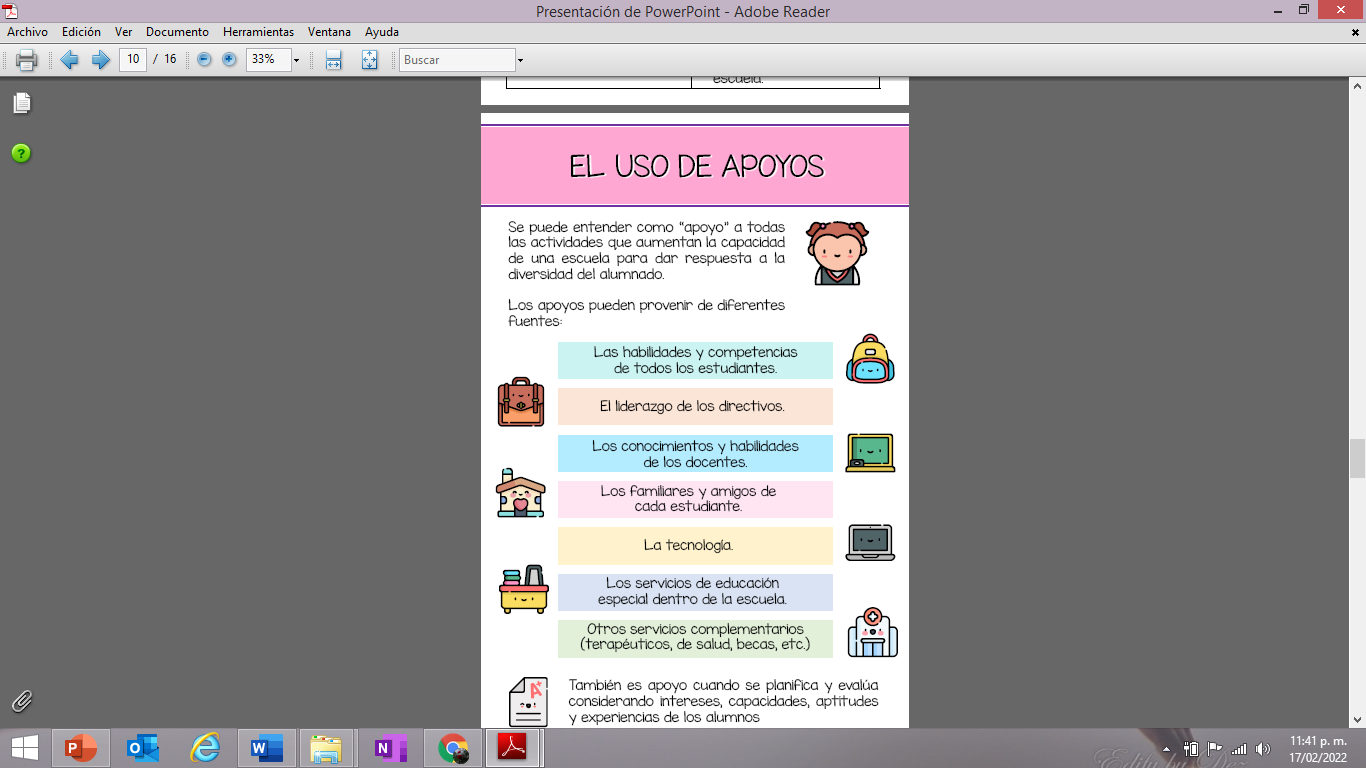 Presentación de PowerPoint - Adobe Reader
Archivo Edición Ver Documento Herramientas Ventana Ayuda
10 / 16 33% Buscar
escuela.
EL USO DE APOYOS
Se puede entender como "apoyo" a todas
las actividades que aumentan la capacidad
de una escuela para dar respuesta a la
diversidad del alumnado.
Los apoyos pueden provenir de diferentes
fuentes:
Las habilidades y competencias
de todos los estudiantes.
El liderazgo de los directivos.
Los conocimientos y habilidades
de los docentes.
Los familiares y amigos de
cada estudiante.
La tecnología.
Los servicios de educación
especial dentro de la escuela.
Otros servicios complementarios
(terapéuticos, de salud, becas, etc.)
A+
También es apoyo cuando se planifica y evalúa
considerando intereses, capacidades, aptitudes
y experiencias de los alumnos
11:41 p. m.
17/02/2022